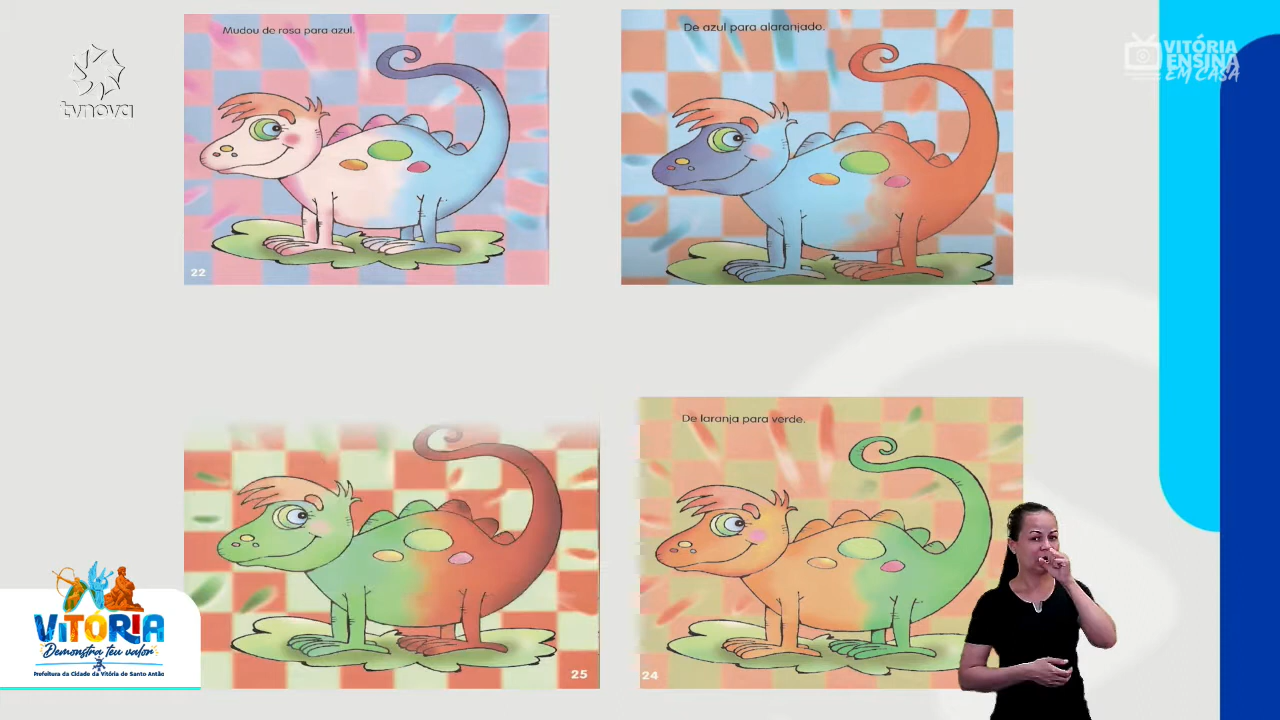 Mudou de rosa para azul.
22
De azul para alaranjado.
tvnova
VITÓRIA
ENSINA
EM CASA
25
De laranja para verde.
24
VITÓRIA
Demonstra teu valor
Prefeitura da Cidade da Vitória de Santo Antão